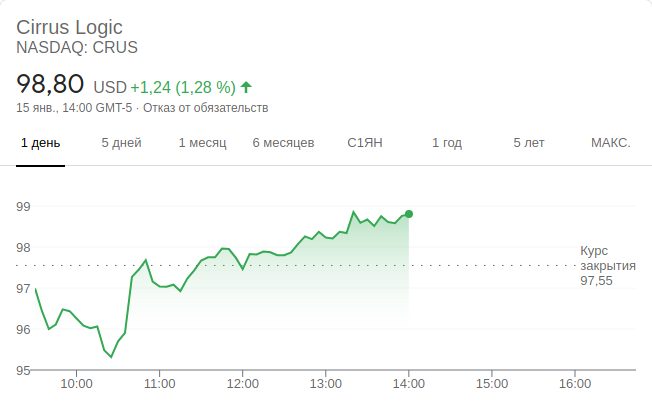 Cirrus Logic
NASDAQ: CRUS
98,80 USD +1,24 (1,28 %)
15 янв., 14:00 GMT-5 · Отказ от обязательств
1 день 5 дней 1 месяц 6 месяцев С1ЯН 1 год 5 лет МАКС.
99
98
Курс
закрытия
97,55
97
96
95
10:00 11:00 12:00 13:00 14:00 15:00 16:00